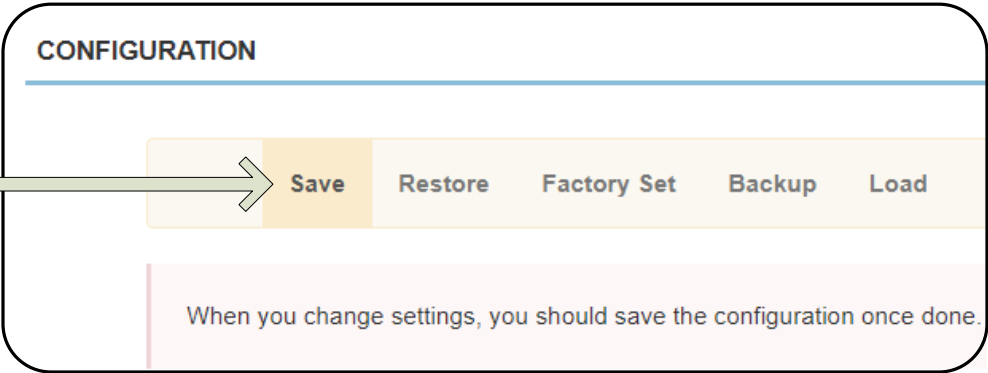 CONFIGURATION
Save Restore Factory Set Backup Load
When you change settings, you should save the configuration once done.